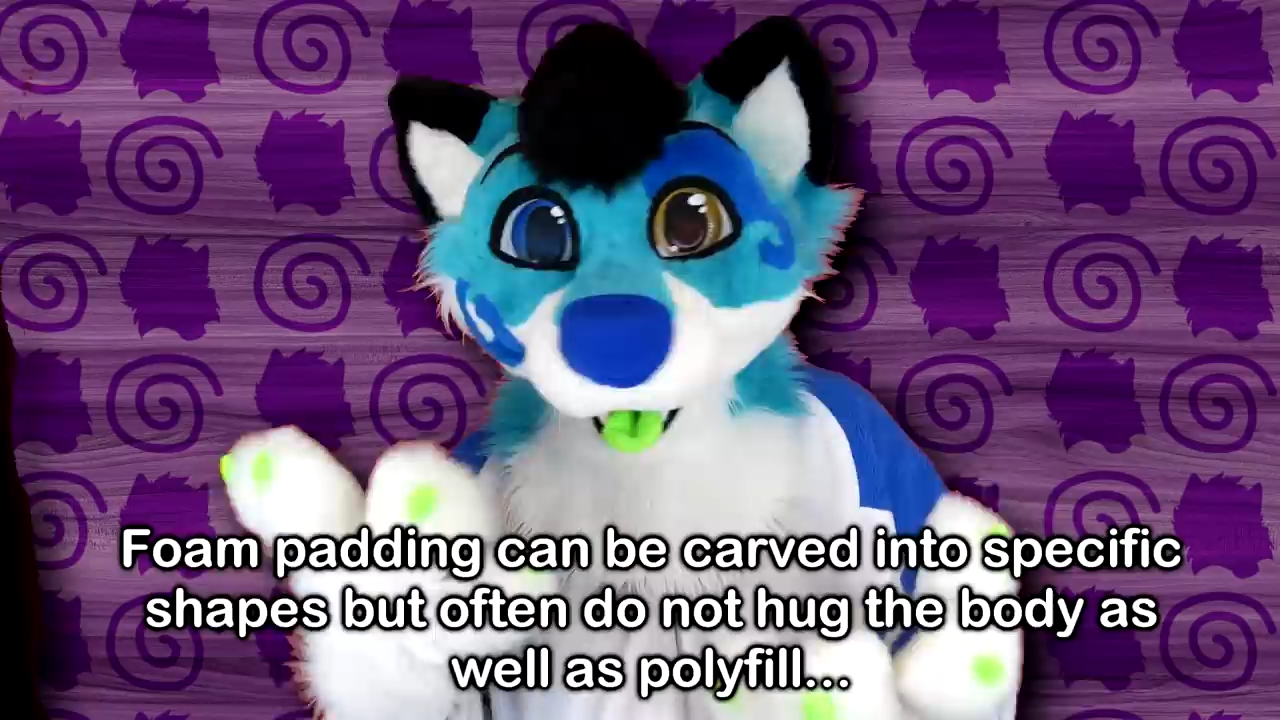 Foam padding can be carved into specific
shapes but often do not hug the body as
well as polyfill...